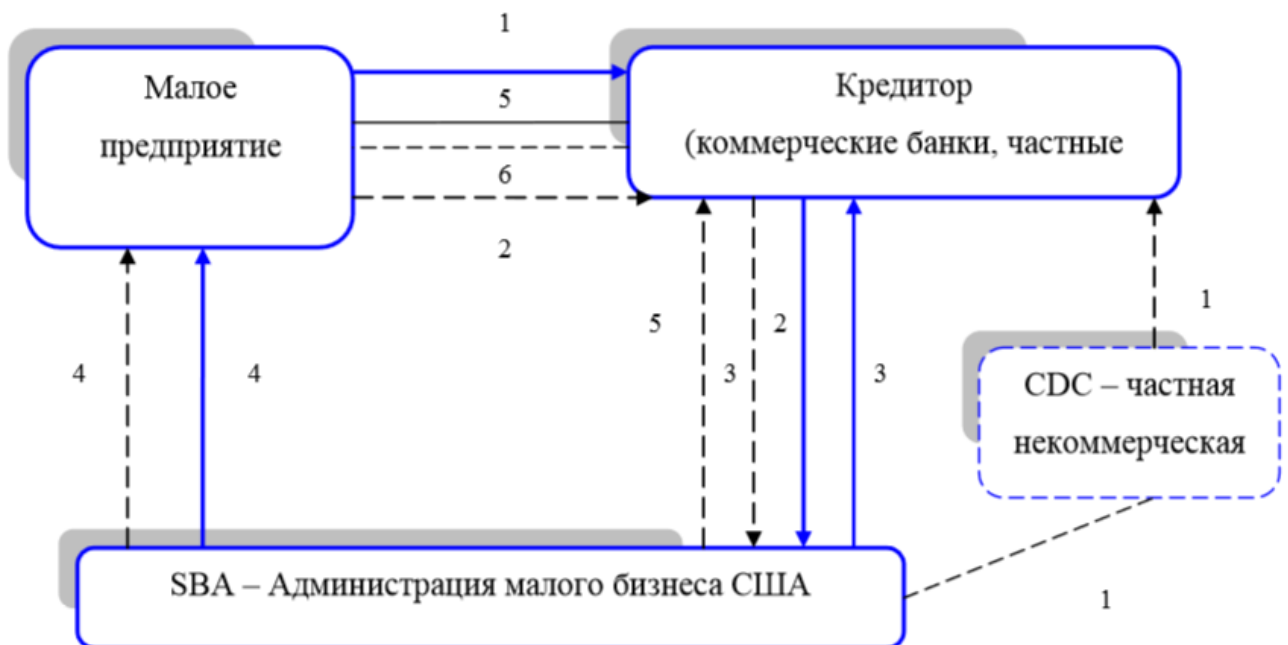 1
Малое
предприятие
5
6
2
Кредитор
(коммерческие банки, частные
4
4
5
3
2
3
1
CDC – частная
некоммерческая
SBA – Администрация малого бизнеса США
1